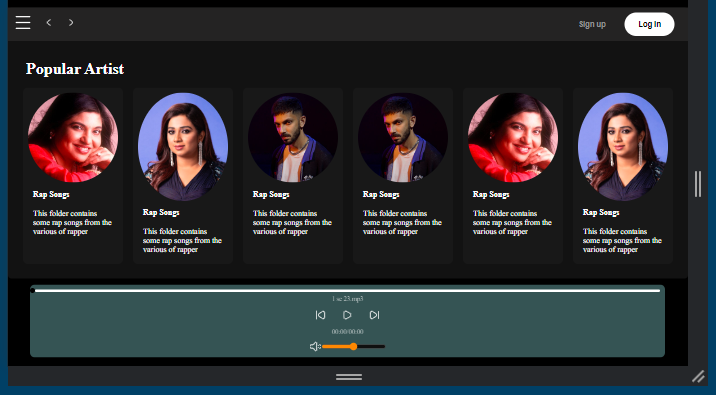 Sign up
Log In
Popular Artist
Rap Songs
This folder contains
some rap songs from the
various of rapper
Rap Songs
This folder contains
some rap songs from the
various of rapper
Rap Songs
This folder contains
some rap songs from the
various of rapper
Rap Songs
This folder contains
some rap songs from the
various of rapper
Rap Songs
This folder contains
some rap songs from the
various of rapper
Rap Songs
This folder contains
some rap songs from the
various of rapper
1 sc 23.mp3
00:00/00:00